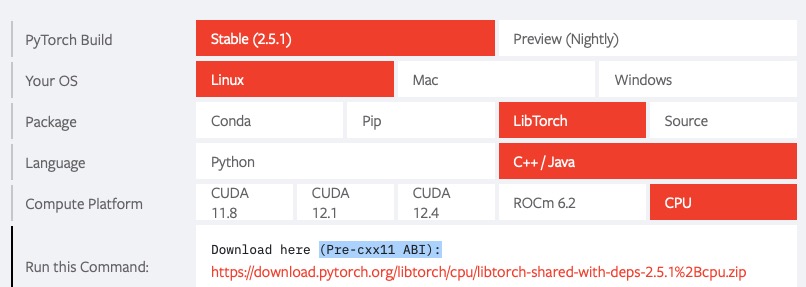 PyTorch Build
Stable (2.5.1)
Preview (Nightly)
Your OS
Linux
Mac
Windows
Package
Conda
Pip
LibTorch
Source
Language
Python
C++ / Java
Compute Platform
CUDA
11.8
CUDA
12.1
CUDA
12.4
ROCm 6.2
CPU
Run this Command:
Download here (Pre-cxx11 ABI):
https://download.pytorch.org/libtorch/cpu/libtorch-shared-with-deps-2.5.1%2Bcpu.zip